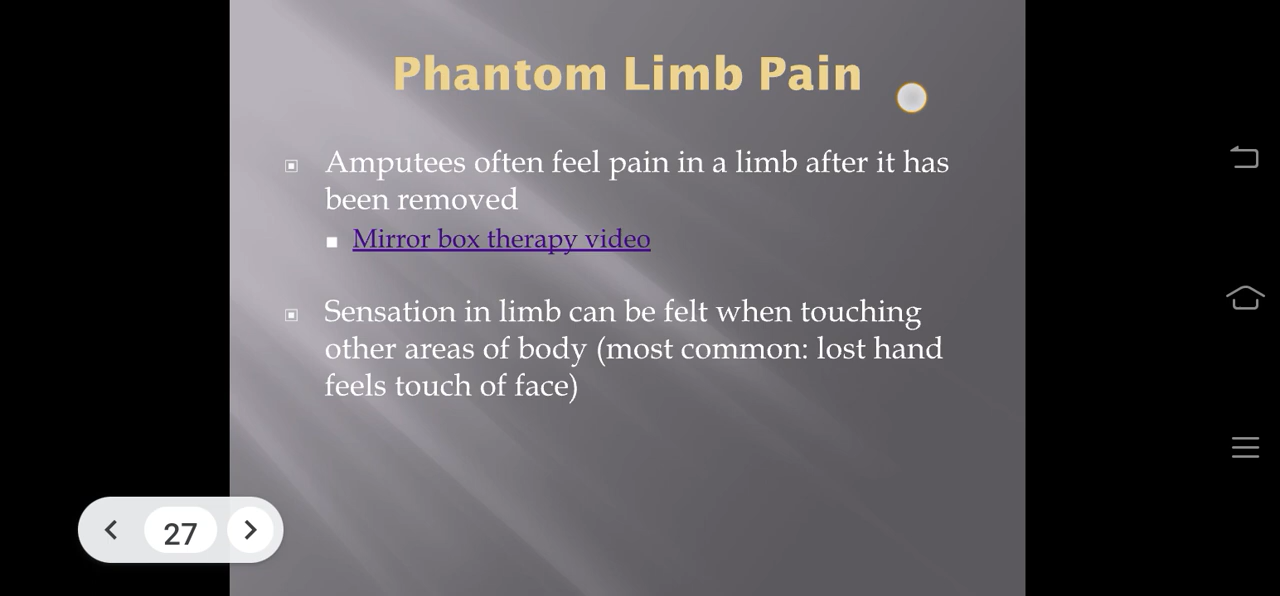 Phantom Limb Pain
Amputees often feel pain in a limb after it has
been removed
Mirror box therapy video
Sensation in limb can be felt when touching
other areas of body (most common: lost hand
feels touch of face)
27